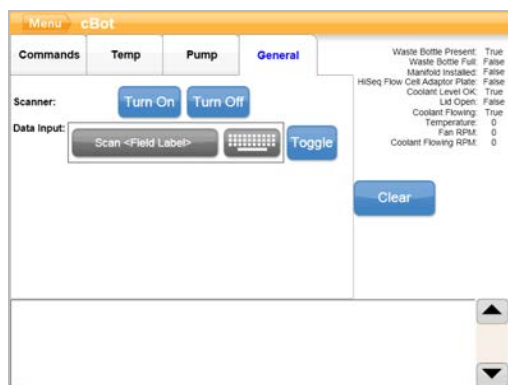 Menu cBot
Commands Temp Pump General
Scanner: Turn On Turn Off
Data Input: Scan <Field Label> Toggle
Waste Bottle Present: True
Waste Bottle Full: False
Manifold Installed: False
HiSeq Flow Cell Adaptor Plate: False
Coolant Level OK: True
Lid Open: False
Coolant Flowing: True
Temperature: 0
Fan RPM: 0
Coolant Flowing RPM: 0
Clear